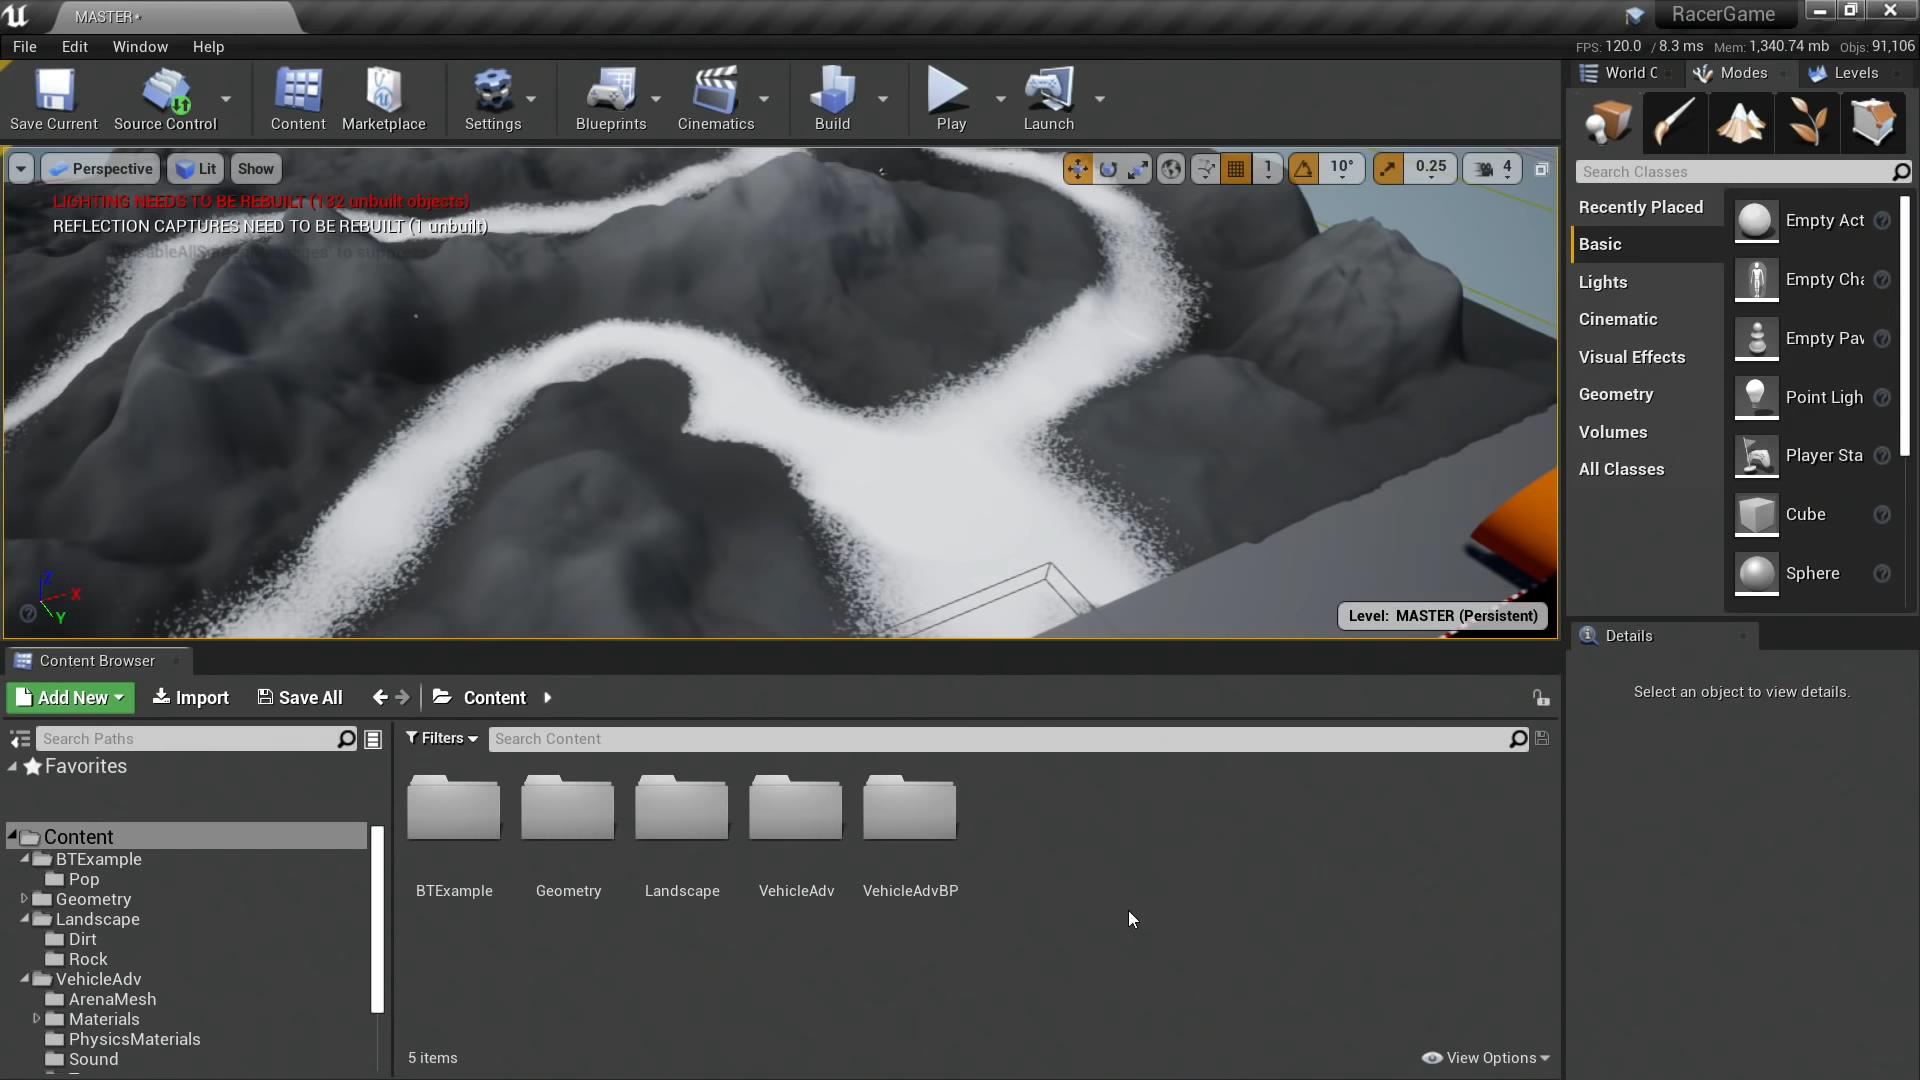 MASTER*
RacerGame
File Edit Window Help
FPS: 120.0 / 8.3 ms Mem: 1,340.74 mb Objs: 91,106
Save Current
Source Control
Content
Marketplace
Settings
Blueprints
Cinematics
Build
Play
Launch
World C
Modes
Levels
Perspective
Lit
Show
1
10°
0.25
4
LIGHTING NEEDS TO BE REBUILT (132 unbuilt objects)
REFLECTION CAPTURES NEED TO BE REBUILT (1 unbuilt)
Z
X
Y
Level: MASTER (Persistent)
Search Classes
Recently Placed
Basic
Lights
Cinematic
Visual Effects
Geometry
Volumes
All Classes
Empty Act
Empty Cha
Empty Pav
Point Ligh
Player Sta
Cube
Sphere
Details
Select an object to view details.
Content Browser
Add New
Import
Save All
Content
Search Paths
Filters
Search Content
Favorites
Content
BTExample
Pop
Geometry
Landscape
Dirt
Rock
VehicleAdv
ArenaMesh
Materials
PhysicsMaterials
Sound
BTExample
Geometry
Landscape
VehicleAdv
VehicleAdvBP
5 items
View Options